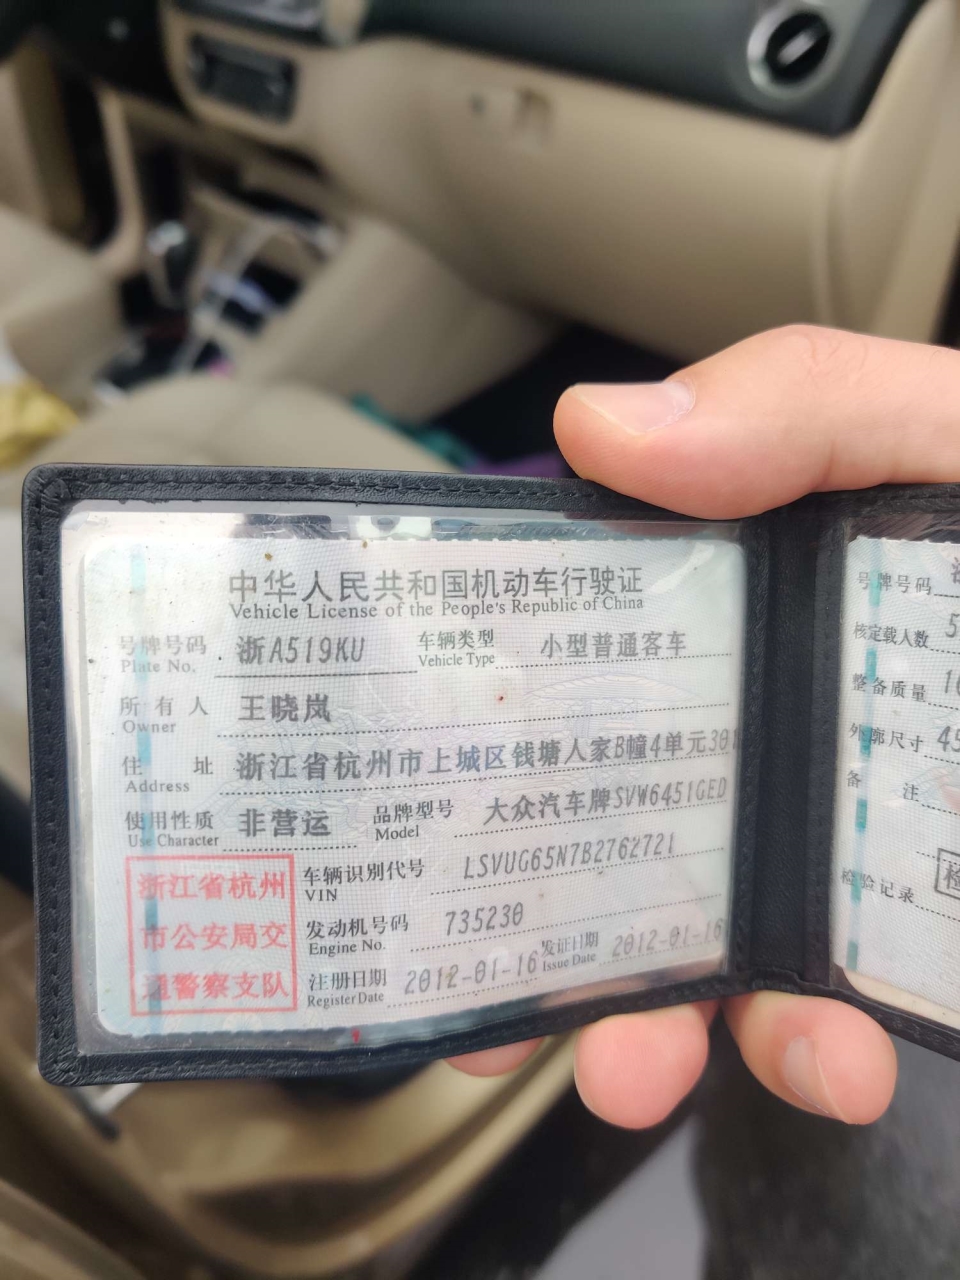 中华人民共和国机动车行驶证
Vehicle License of the People's Republic of China
号牌号码 浙A519KU 车辆类型 小型普通客车
Plate No. Vehicle Type
所有人 王晓岚
Owner
住址 浙江省杭州市上城区钱塘人家B幢4单元301
Address
使用性质 非营运 品牌型号 大众汽车牌SVW6451GED
Use Character Model
浙江省杭州市公安局交通警察支队
车辆识别代号 LSVUG65N7B2762721
VIN
发动机号码 735230
Engine No.
注册日期 2012-01-16 发证日期 2012-01-16
Register Date Issue Date
号牌号码
核定载人数 5
整备质量
外廓尺寸 45
备注
检验记录 检